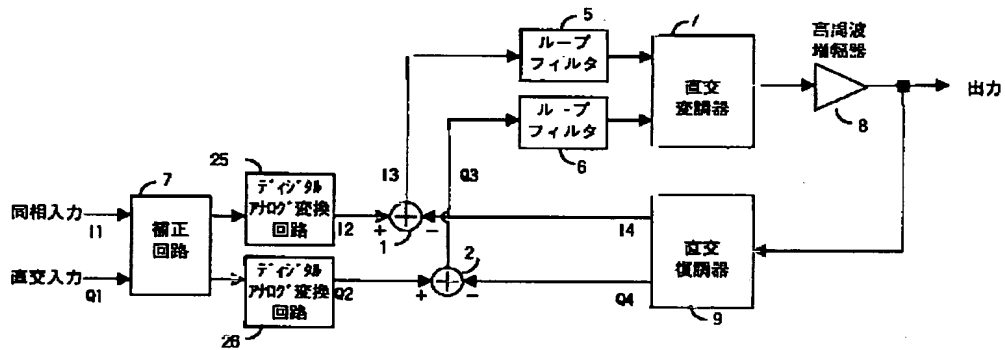 5
ループ
フィルタ
高周波
増幅器
直交
変調器
出力
8
ル-プ
フィルタ
6
25
I3
Q3
7
ディジタル
アナログ変換
回路
同相入力
I1
補正
回路
I2
+
-
1
I4
2
直交
復調器
直交入力
Q1
ディジタル
アナログ変換
回路
Q2
+
-
Q4
9
26